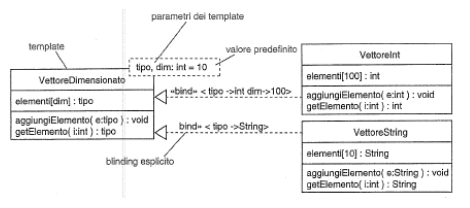 parametri dei template
template
valore predefinito
tipo, dim: int = 10
VettoreDimensionato
elementi[dim] : tipo
aggiungiElemento( e:tipo ) : void
getElemento( i:int ) : tipo
«bind» < tipo ->int dim->100>
bind» < tipo ->String>
blinding esplicito
VettoreInt
elementi[100] : int
aggiungiElemento( e:int ) : void
getElemento( i:int ) : int
VettoreString
elementi[10] : String
aggiungiElemento( e:String ) : void
getElemento( i:int ) : String